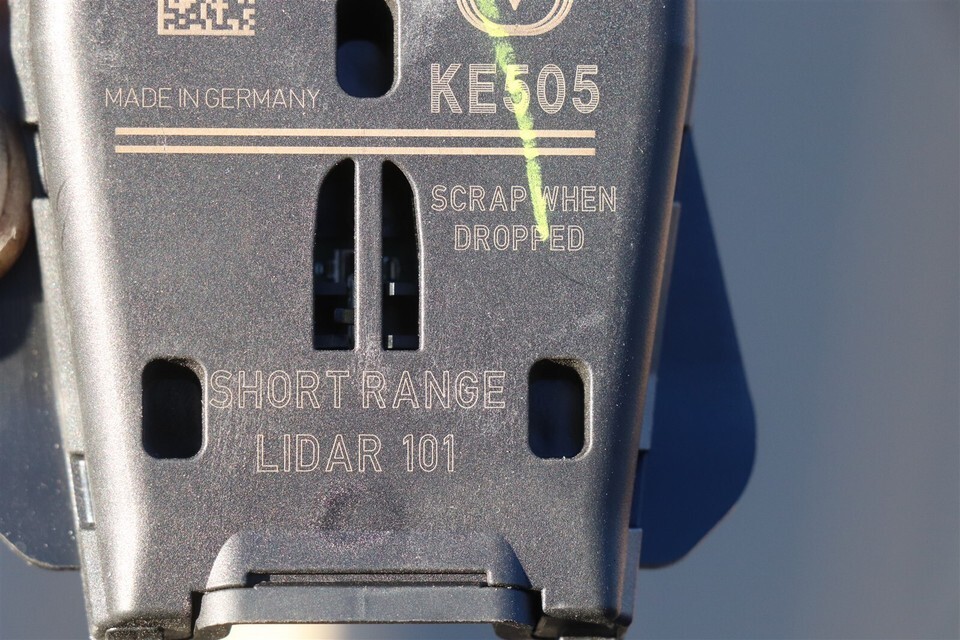 MADE IN GERMANY
KE505
SCRAP WHEN
DROPPED
SHORT RANGE
LIDAR 101